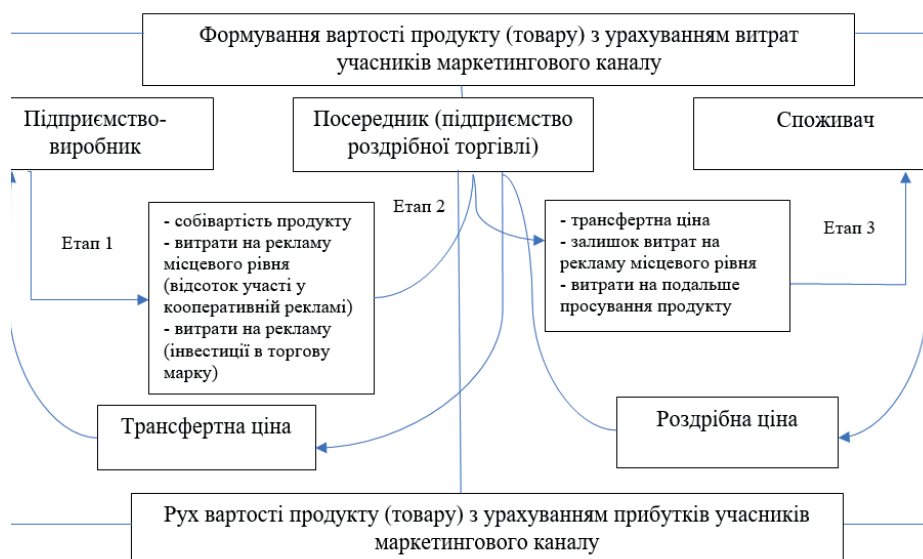 Формування вартості продукту (товару) з урахуванням витрат
учасників маркетингового каналу
Підприємство-
виробник
Посередник (підприємство
роздрібної торгівлі)
Споживач
Етап 1
- собівартість продукту
- витрати на рекламу
місцевого рівня
(відсоток участі у
кооперативній рекламі)
- витрати на рекламу
(інвестиції в торгову
марку)
Етап 2
- трансфертна ціна
- залишок витрат на
рекламу місцевого рівня
- витрати на подальше
просування продукту
Етап 3
Трансфертна ціна
Роздрібна ціна
Рух вартості продукту (товару) з урахуванням прибутків учасників
маркетингового каналу